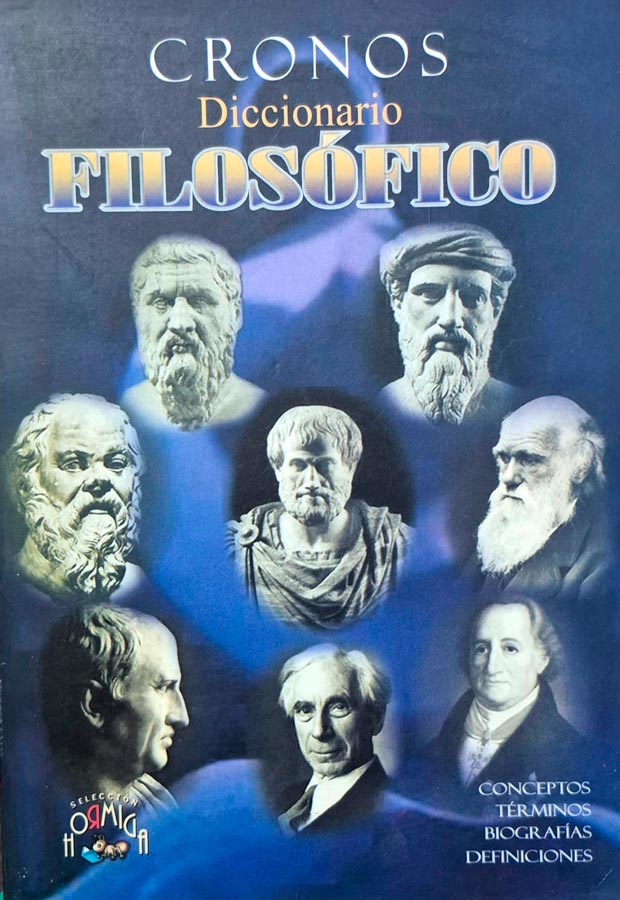 CRONOS
Diccionario
FILOSÓFICO
SELECCIÓN
HORMIGA
CONCEPTOS
TÉRMINOS
BIOGRAFÍAS
DEFINICIONES